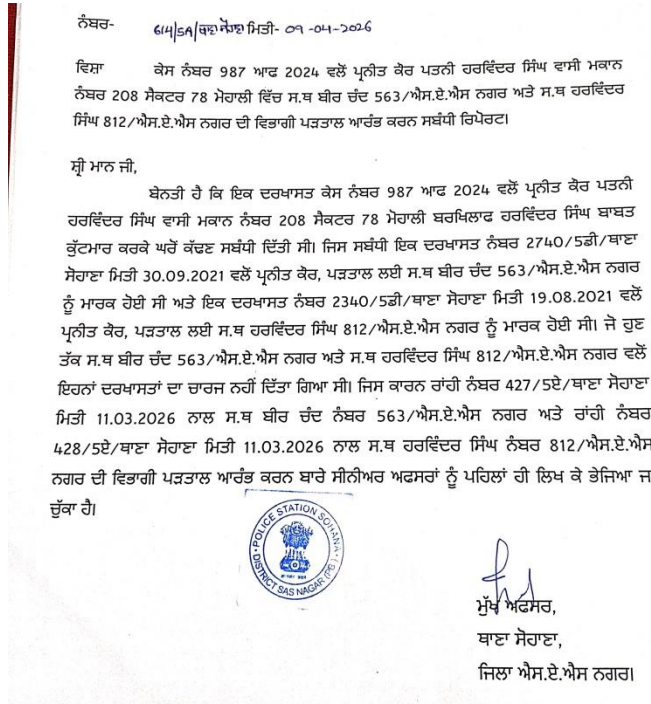 ਨੰਬਰ- 614/5A/ਥਾਣਾ ਸੋਹਾਣਾ ਮਿਤੀ- 09-04-2026
ਵਿਸ਼ਾ ਕੇਸ ਨੰਬਰ 987 ਆਫ 2024 ਵਲੋਂ ਪ੍ਰਨੀਤ ਕੋਰ ਪਤਨੀ ਹਰਵਿੰਦਰ ਸਿੰਘ ਵਾਸੀ ਮਕਾਨ
ਨੰਬਰ 208 ਸੈਕਟਰ 78 ਮੋਹਾਲੀ ਵਿੱਚ ਸ.ਥ ਬੀਰ ਚੰਦ 563/ਐਸ.ਏ.ਐਸ ਨਗਰ ਅਤੇ ਸ.ਥ ਹਰਵਿੰਦਰ
ਸਿੰਘ 812/ਐਸ.ਏ.ਐਸ ਨਗਰ ਦੀ ਵਿਭਾਗੀ ਪੜਤਾਲ ਆਰੰਭ ਕਰਨ ਸਬੰਧੀ ਰਿਪੋਰਟ।
ਸ਼੍ਰੀ ਮਾਨ ਜੀ,
ਬੇਨਤੀ ਹੈ ਕਿ ਇਕ ਦਰਖਾਸਤ ਕੇਸ ਨੰਬਰ 987 ਆਫ 2024 ਵਲੋਂ ਪ੍ਰਨੀਤ ਕੋਰ ਪਤਨੀ
ਹਰਵਿੰਦਰ ਸਿੰਘ ਵਾਸੀ ਮਕਾਨ ਨੰਬਰ 208 ਸੈਕਟਰ 78 ਮੋਹਾਲੀ ਬਰਖਿਲਾਫ ਹਰਵਿੰਦਰ ਸਿੰਘ ਬਾਬਤ
ਕੁੱਟਮਾਰ ਕਰਕੇ ਘਰੋਂ ਕੱਢਣ ਸਬੰਧੀ ਦਿੱਤੀ ਸੀ। ਜਿਸ ਸਬੰਧੀ ਇਕ ਦਰਖਾਸਤ ਨੰਬਰ 2740/5ਡੀ/ਥਾਣਾ
ਸੋਹਾਣਾ ਮਿਤੀ 30.09.2021 ਵਲੋਂ ਪ੍ਰਨੀਤ ਕੋਰ, ਪੜਤਾਲ ਲਈ ਸ.ਥ ਬੀਰ ਚੰਦ 563/ਐਸ.ਏ.ਐਸ ਨਗਰ
ਨੂੰ ਮਾਰਕ ਹੋਈ ਸੀ ਅਤੇ ਇਕ ਦਰਖਾਸਤ ਨੰਬਰ 2340/5ਡੀ/ਥਾਣਾ ਸੋਹਾਣਾ ਮਿਤੀ 19.08.2021 ਵਲੋਂ
ਪ੍ਰਨੀਤ ਕੋਰ, ਪੜਤਾਲ ਲਈ ਸ.ਥ ਹਰਵਿੰਦਰ ਸਿੰਘ 812/ਐਸ.ਏ.ਐਸ ਨਗਰ ਨੂੰ ਮਾਰਕ ਹੋਈ ਸੀ। ਜੋ ਹੁਣ
ਤੱਕ ਸ.ਥ ਬੀਰ ਚੰਦ 563/ਐਸ.ਏ.ਐਸ ਨਗਰ ਅਤੇ ਸ.ਥ ਹਰਵਿੰਦਰ ਸਿੰਘ 812/ਐਸ.ਏ.ਐਸ ਨਗਰ ਵਲੋਂ
ਇਹਨਾਂ ਦਰਖਾਸਤਾਂ ਦਾ ਚਾਰਜ ਨਹੀਂ ਦਿੱਤਾ ਗਿਆ ਸੀ। ਜਿਸ ਕਾਰਨ ਰਾਂਹੀ ਨੰਬਰ 427/5ਏ/ਥਾਣਾ ਸੋਹਾਣਾ
ਮਿਤੀ 11.03.2026 ਨਾਲ ਸ.ਥ ਬੀਰ ਚੰਦ ਨੰਬਰ 563/ਐਸ.ਏ.ਐਸ ਨਗਰ ਅਤੇ ਰਾਂਹੀ ਨੰਬਰ
428/5ਏ/ਥਾਣਾ ਸੋਹਾਣਾ ਮਿਤੀ 11.03.2026 ਨਾਲ ਸ.ਥ ਹਰਵਿੰਦਰ ਸਿੰਘ ਨੰਬਰ 812/ਐਸ.ਏ.ਐਸ
ਨਗਰ ਦੀ ਵਿਭਾਗੀ ਪੜਤਾਲ ਆਰੰਭ ਕਰਨ ਬਾਰੇ ਸੀਨੀਅਰ ਅਫਸਰਾਂ ਨੂੰ ਪਹਿਲਾਂ ਹੀ ਲਿਖ ਕੇ ਭੇਜਿਆ ਜ
ਚੁੱਕਾ ਹੈ।
POLICE STATION SOHANA
DISTRICT SAS NAGAR (PB.)
ਮੁੱਖ ਅਫਸਰ,
ਥਾਣਾ ਸੋਹਾਣਾ,
ਜਿਲਾ ਐਸ.ਏ.ਐਸ ਨਗਰ।